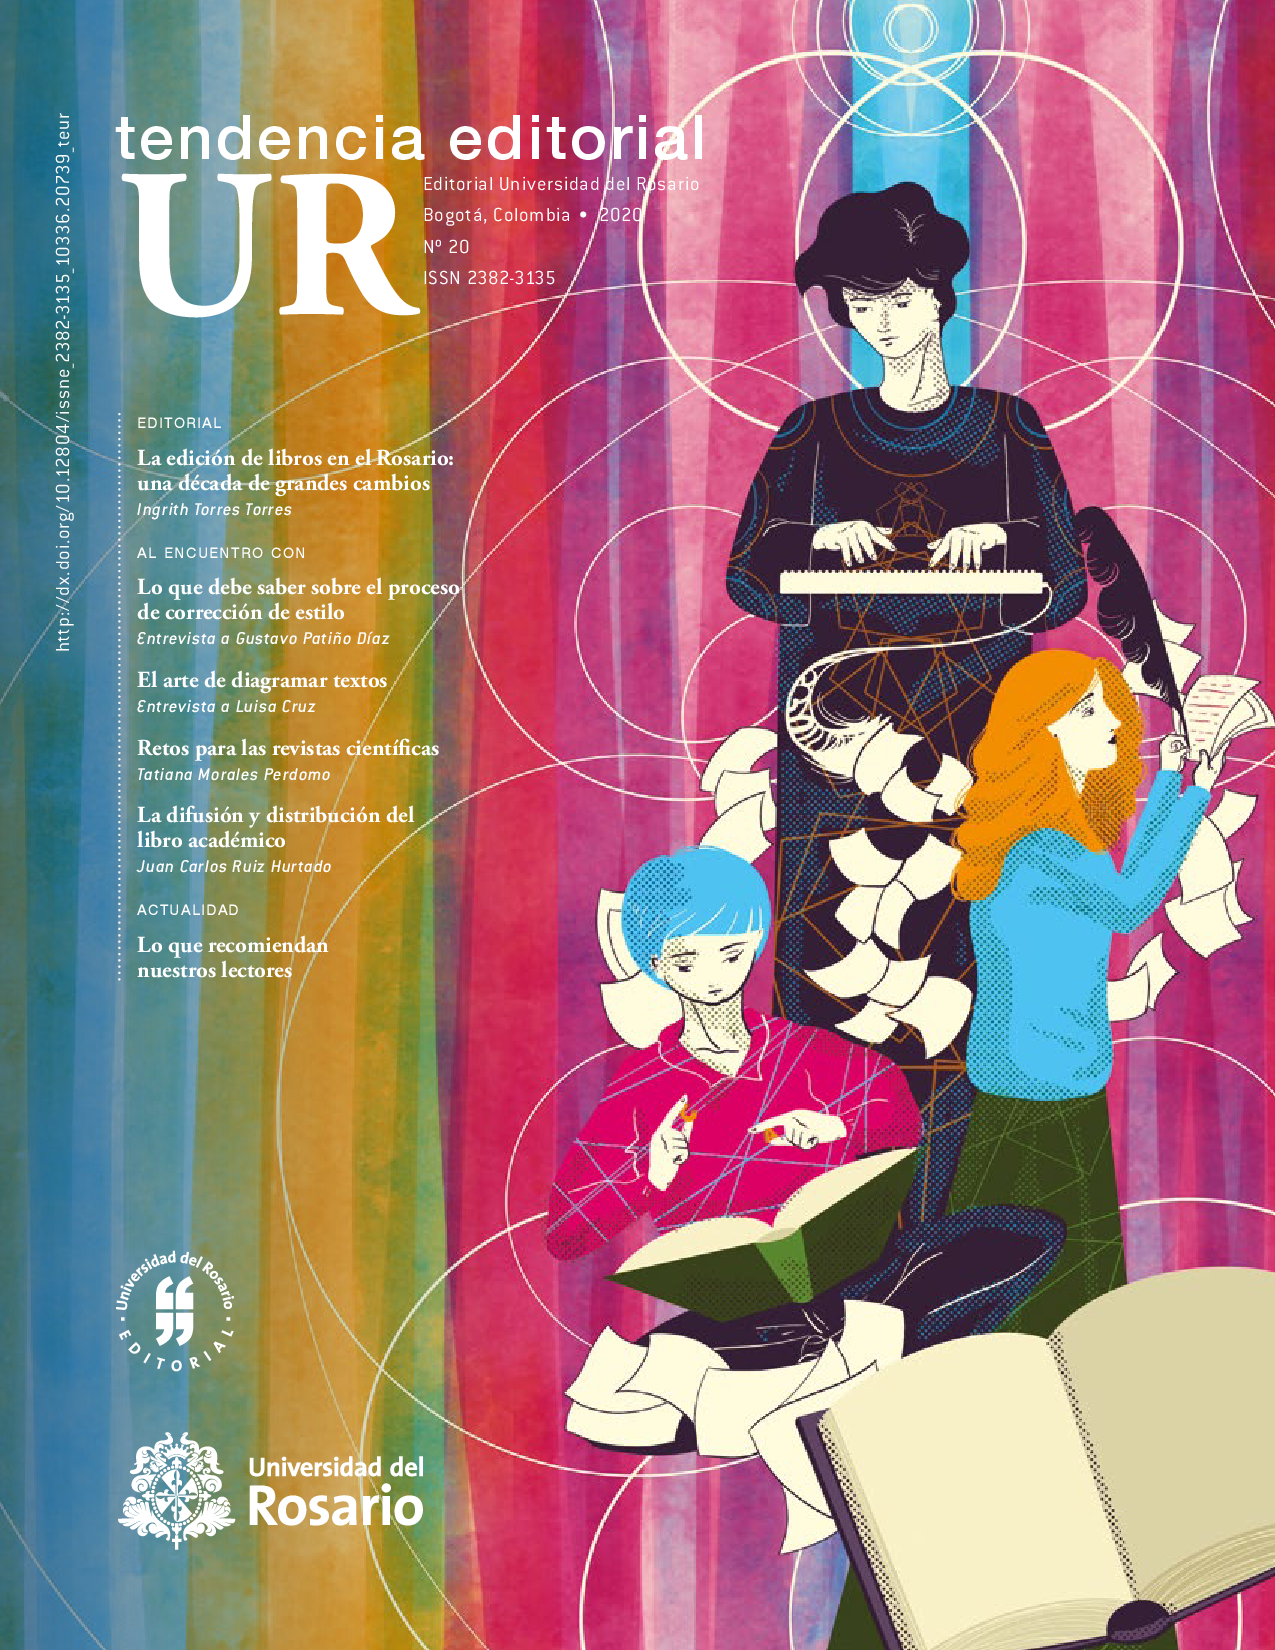 http://dx.doi.org/10.12804/issne_2382-3135_10336.20739_teur
tendencia editorial
UR
Editorial Universidad del Rosario
Bogotá, Colombia • 2020
Nº 20
ISSN 2382-3135
EDITORIAL
La edición de libros en el Rosario:
una década de grandes cambios
Ingrith Torres Torres
AL ENCUENTRO CON
Lo que debe saber sobre el proceso
de corrección de estilo
Entrevista a Gustavo Patiño Díaz
El arte de diagramar textos
Entrevista a Luisa Cruz
Retos para las revistas científicas
Tatiana Morales Perdomo
La difusión y distribución del
libro académico
Juan Carlos Ruiz Hurtado
ACTUALIDAD
Lo que recomiendan
nuestros lectores
Universidad del Rosario
EDITORIAL
Universidad del
Rosario